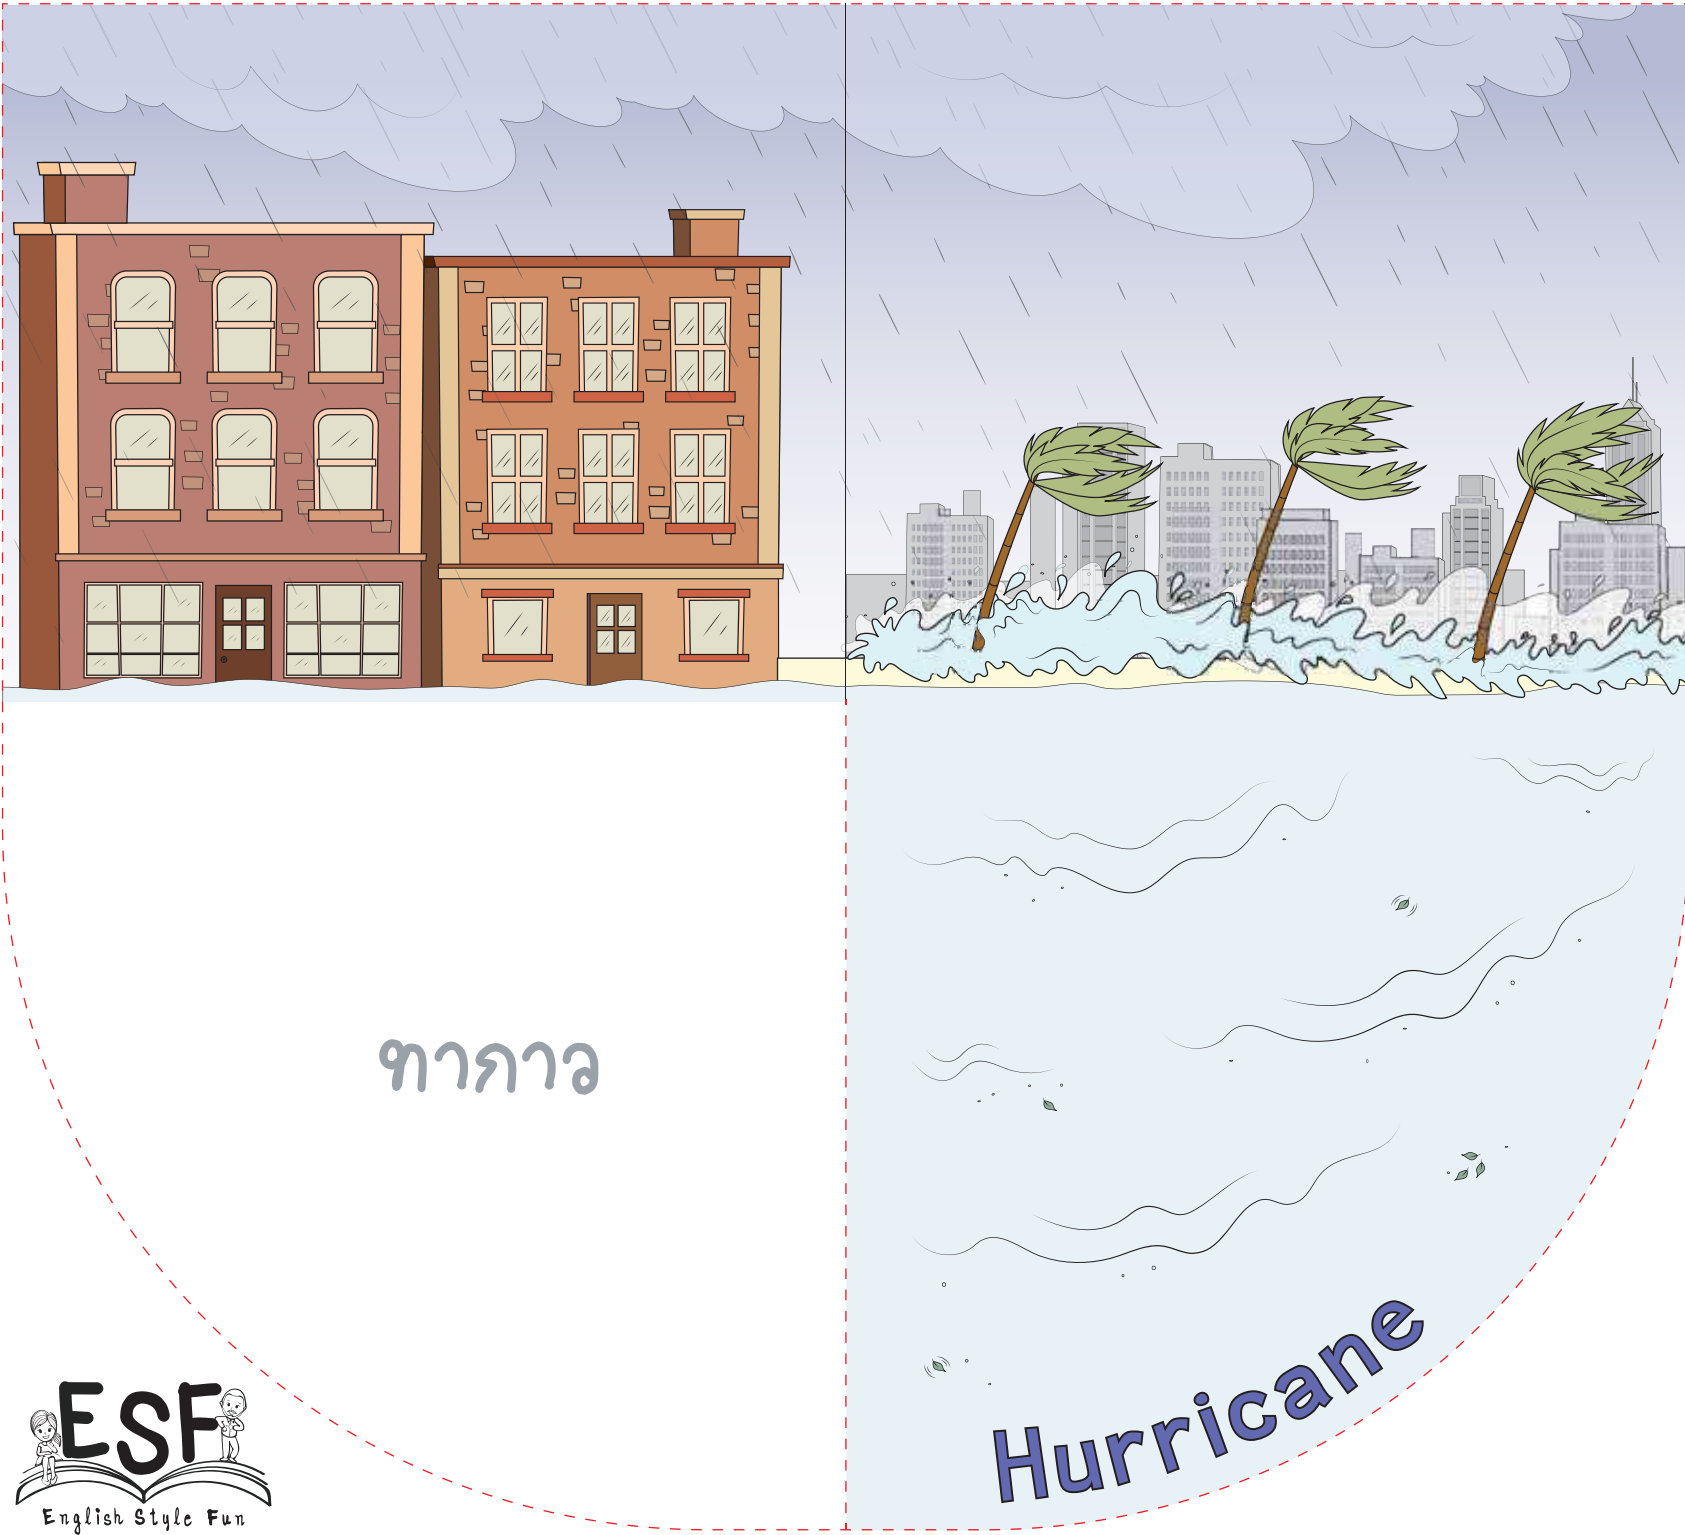 ทากาว
Hurricane
ESF
English Style Fun